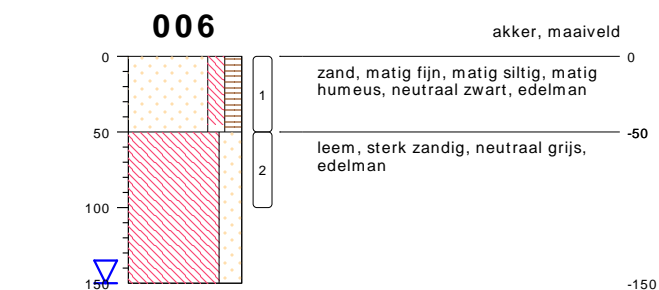 006
akker, maaiveld
0
0
zand, matig fijn, matig siltig, matig
humeus, neutraal zwart, edelman
1
50
-50
leem, sterk zandig, neutraal grijs,
edelman
2
100
150
-150